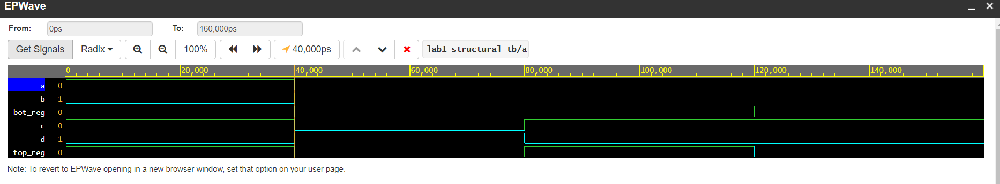 EPWave
From: 0ps To: 160,000ps
Get Signals Radix 100% 40,000ps lab1_structural_tb/a
0 20,000 40,000 60,000 80,000 100,000 120,000 140,000
a 0
b 1
bot_reg 0
c 0
d 1
top_reg 0
Note: To revert to EPWave opening in a new browser window, set that option on your user page.